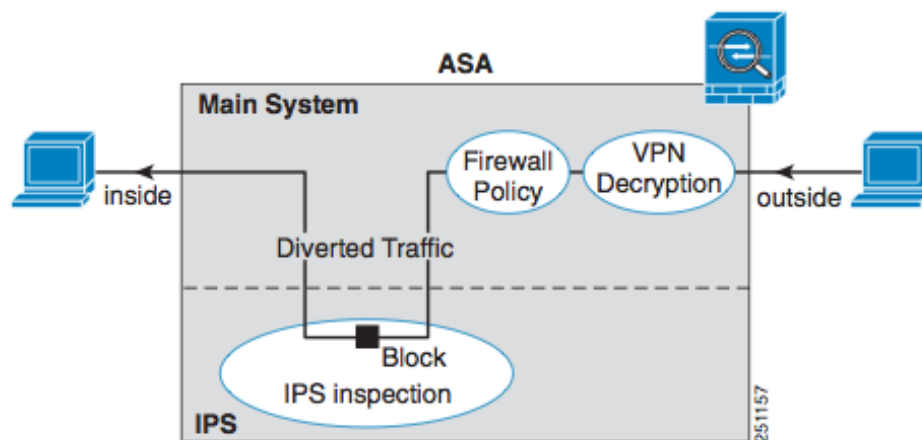 ASA
Main System
Firewall
Policy
VPN
Decryption
inside
outside
Diverted Traffic
Block
IPS inspection
IPS
251157